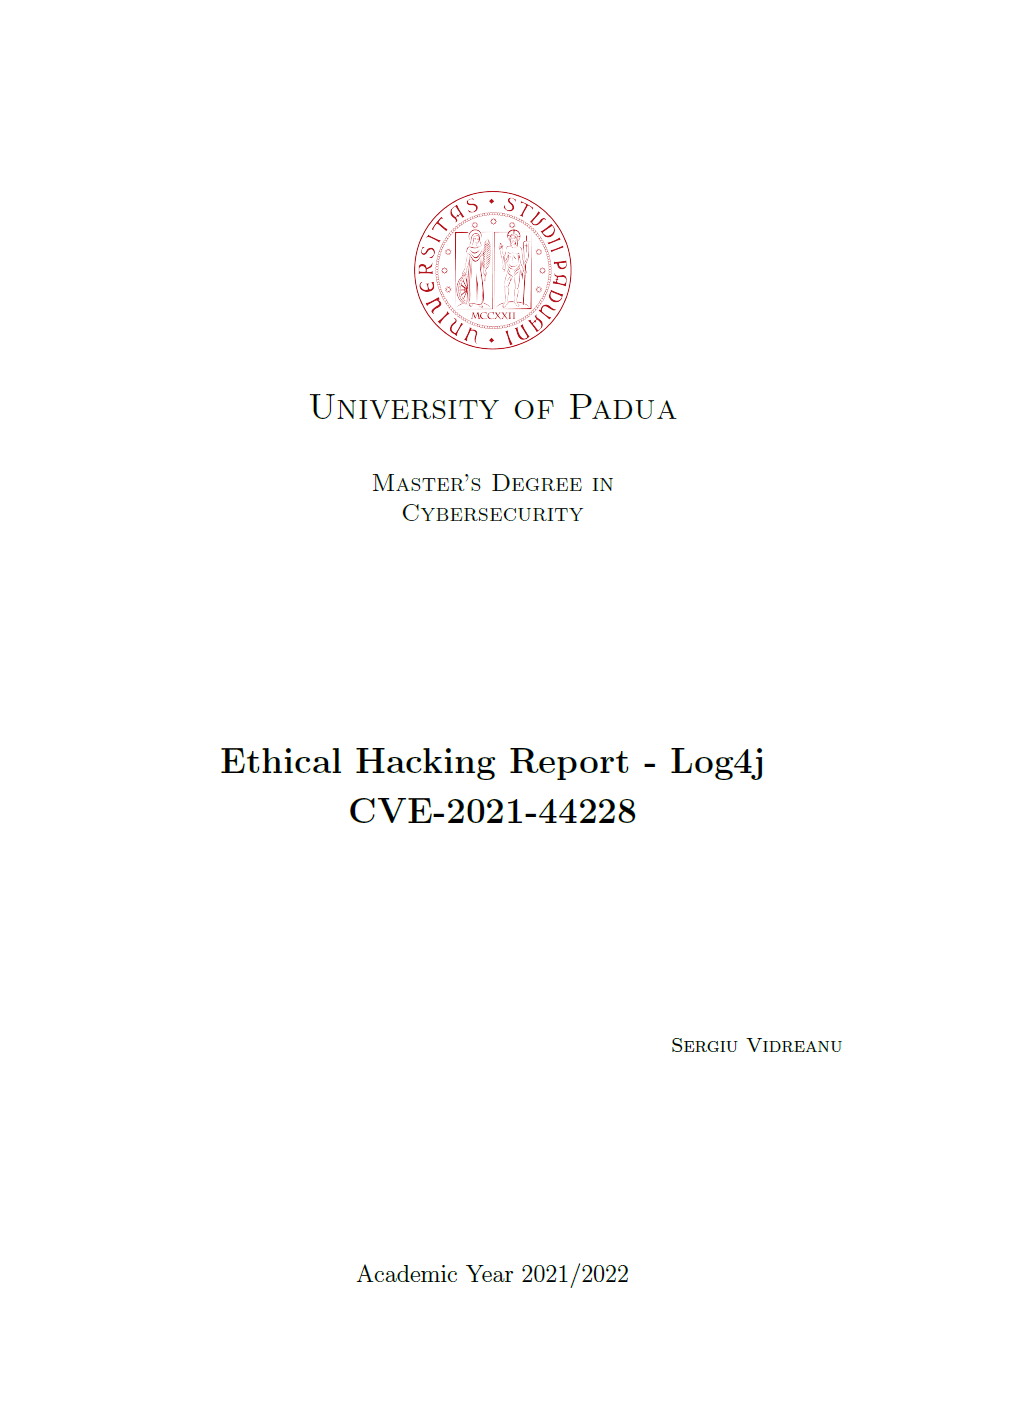 UNIVERSITAS STUDII PADUANI
MCCXXII
University of Padua
Master's Degree in
Cybersecurity
Ethical Hacking Report - Log4j
CVE-2021-44228
Sergiu Vidreanu
Academic Year 2021/2022